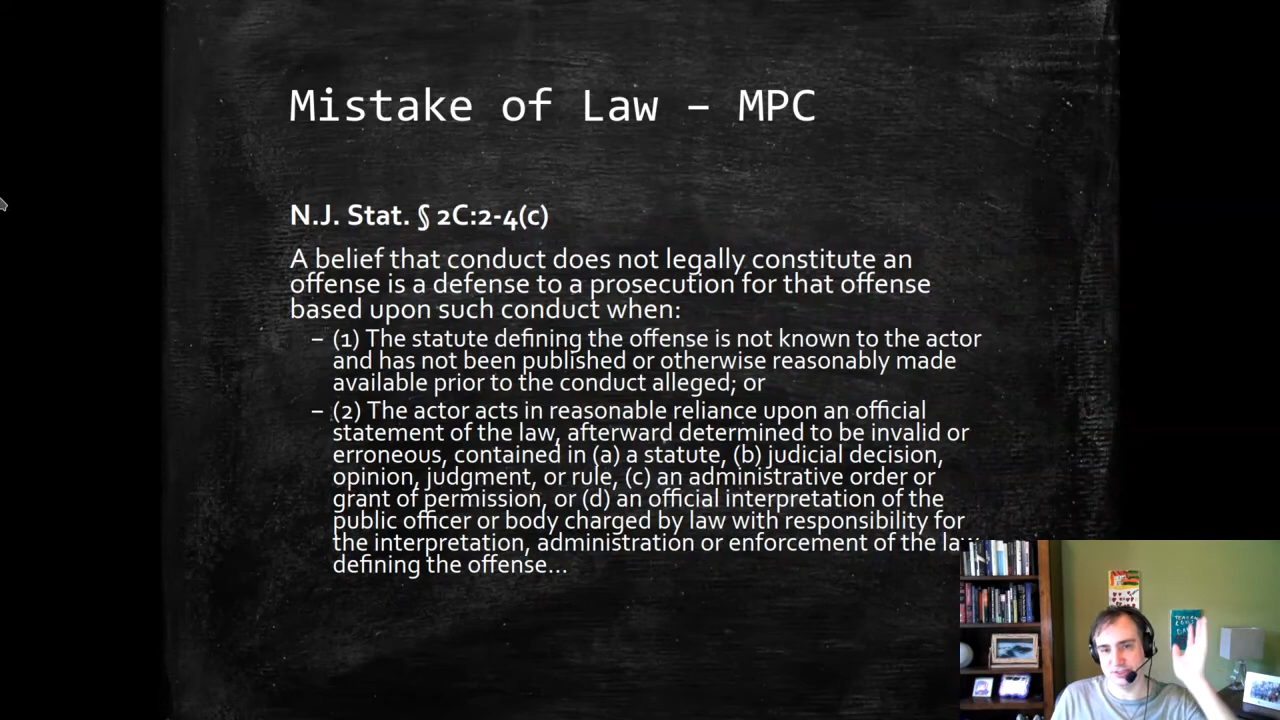 Mistake of Law – MPC
N.J. Stat. § 2C:2-4(c)
A belief that conduct does not legally constitute an
offense is a defense to a prosecution for that offense
based upon such conduct when:
– (1) The statute defining the offense is not known to the actor
and has not been published or otherwise reasonably made
available prior to the conduct alleged; or
– (2) The actor acts in reasonable reliance upon an official
statement of the law, afterward determined to be invalid or
erroneous, contained in (a) a statute, (b) judicial decision,
opinion, judgment, or rule, (c) an administrative order or
grant of permission, or (d) an official interpretation of the
public officer or body charged by law with responsibility for
the interpretation, administration or enforcement of the law
defining the offense...